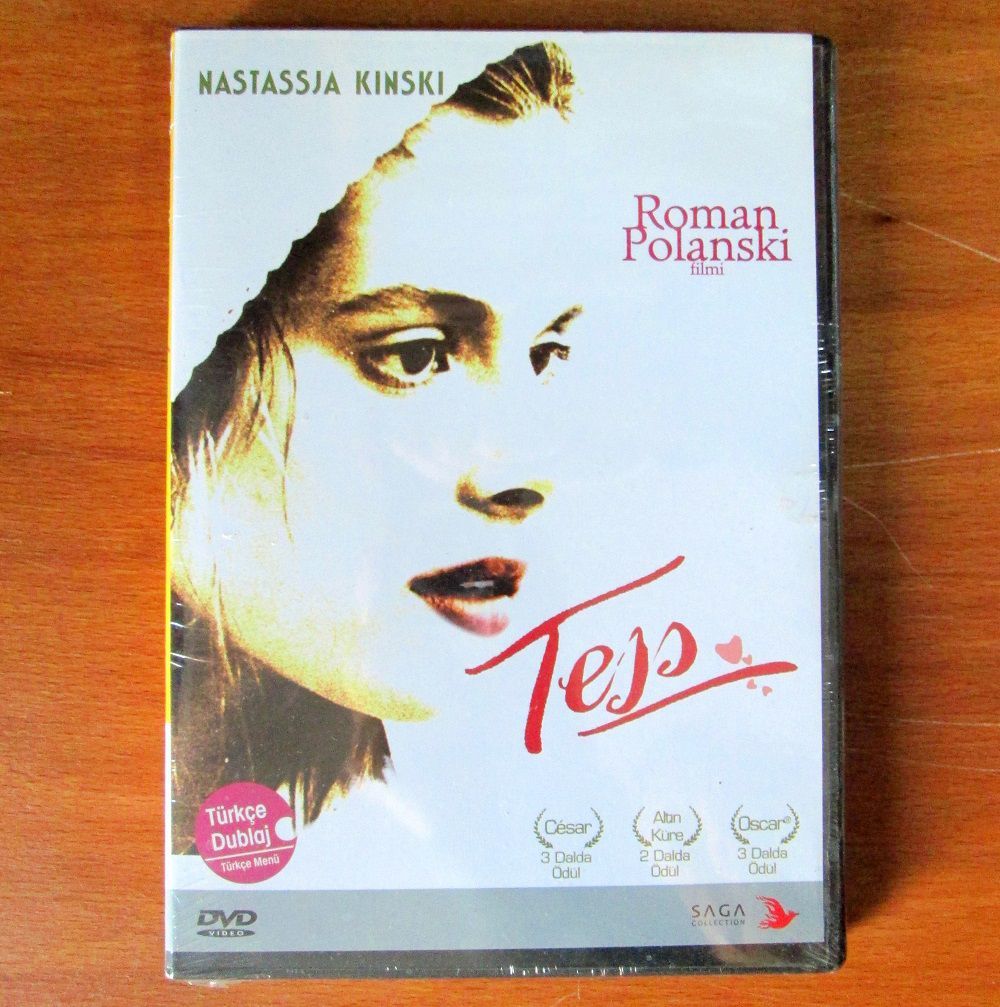 NASTASSJA KINSKI
Roman
Polanski
filmi
Tess
Türkçe
Dublaj
Türkçe Menü
César
3 Dalda
Ödül
Altın
Küre
2 Dalda
Ödül
Oscar®
3 Dalda
Ödül
DVD
VIDEO
SAGA
COLLECTION